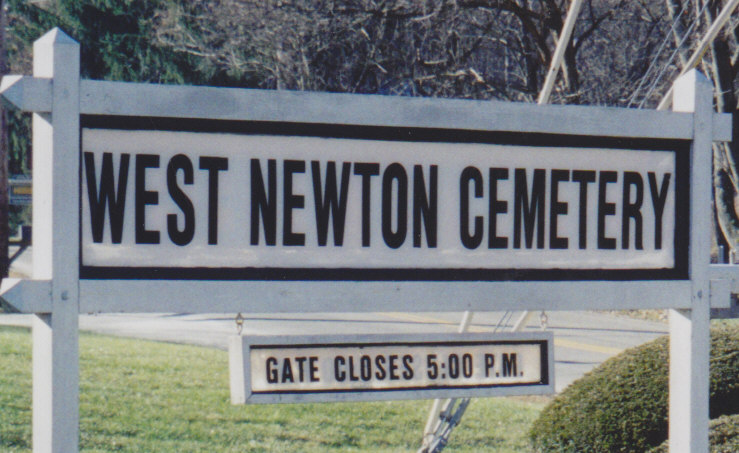 WEST NEWTON CEMETERY
GATE CLOSES 5:00 P.M.